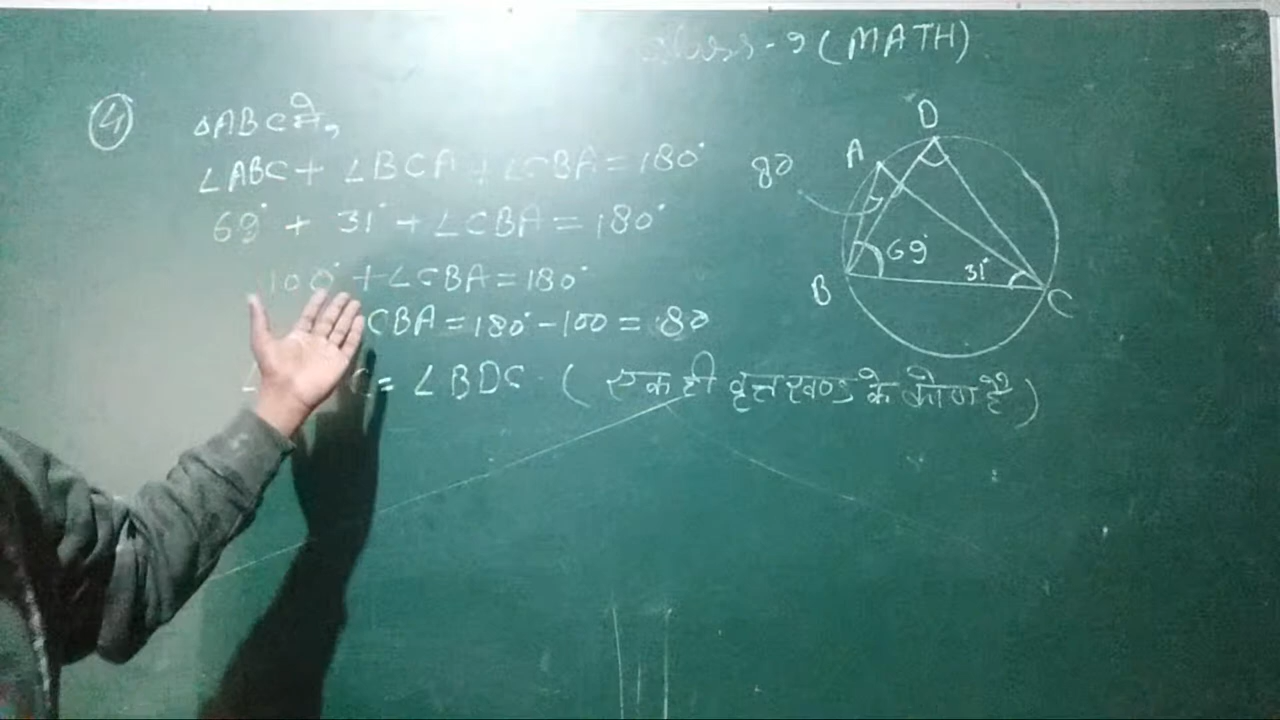 Class-9 (MATH)
④ △ABC में,
∠ABC + ∠BCA + ∠CBA = 180°
69° + 31° + ∠CBA = 180°
100° + ∠CBA = 180°
CBA = 180° - 100 = 80
∠ C = ∠BDC (एक ही वृत्तखण्ड के कोण है)
D
A
80
69°
31°
B
C